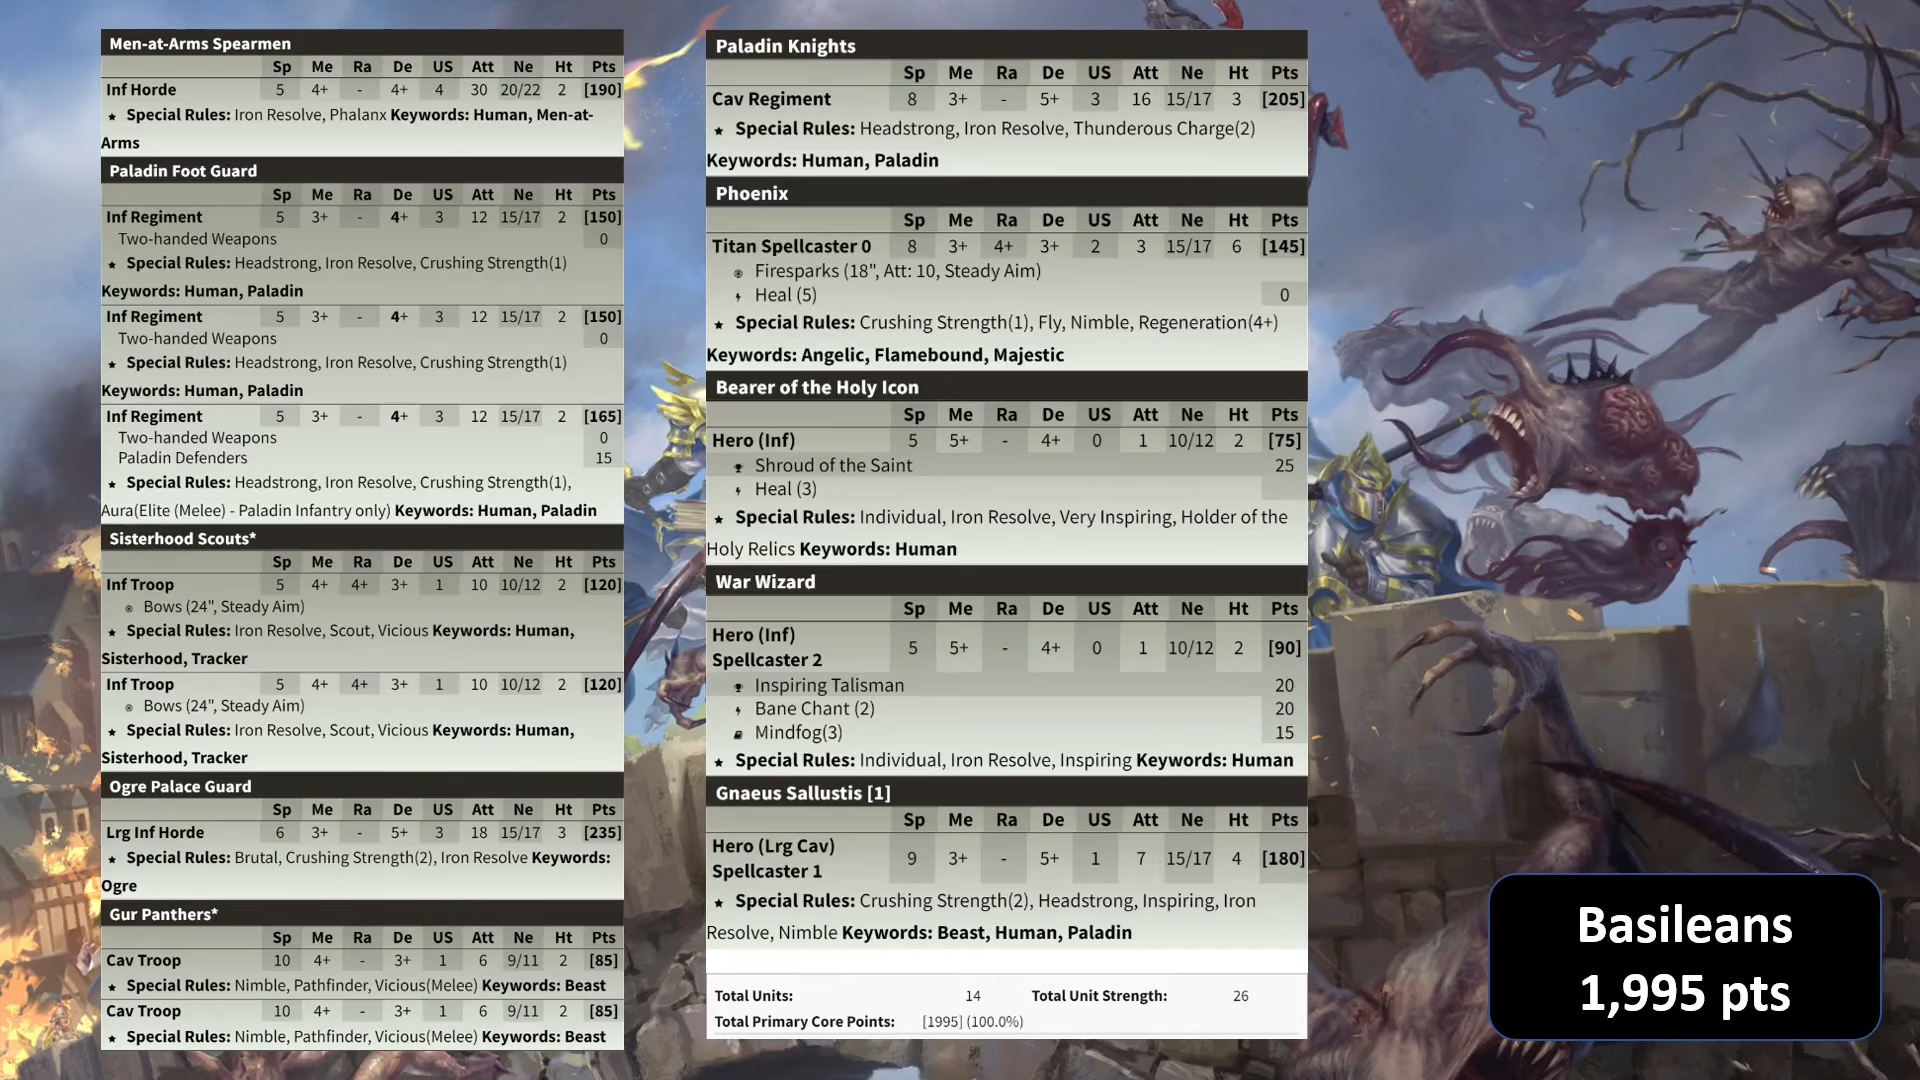 Men-at-Arms Spearmen
Sp Me Ra De US Att Ne Ht Pts
Inf Horde 5 4+ - 4+ 4 30 20/22 2 [190]
★ Special Rules: Iron Resolve, Phalanx Keywords: Human, Men-at-
Arms
Paladin Foot Guard
Sp Me Ra De US Att Ne Ht Pts
Inf Regiment 5 3+ - 4+ 3 12 15/17 2 [150]
Two-handed Weapons 0
★ Special Rules: Headstrong, Iron Resolve, Crushing Strength(1)
Keywords: Human, Paladin
Inf Regiment 5 3+ - 4+ 3 12 15/17 2 [150]
Two-handed Weapons 0
★ Special Rules: Headstrong, Iron Resolve, Crushing Strength(1)
Keywords: Human, Paladin
Inf Regiment 5 3+ - 4+ 3 12 15/17 2 [165]
Two-handed Weapons 0
Paladin Defenders 15
★ Special Rules: Headstrong, Iron Resolve, Crushing Strength(1),
Aura(Elite (Melee) - Paladin Infantry only) Keywords: Human, Paladin
Sisterhood Scouts*
Sp Me Ra De US Att Ne Ht Pts
Inf Troop 5 4+ 4+ 3+ 1 10 10/12 2 [120]
Bows (24", Steady Aim)
★ Special Rules: Iron Resolve, Scout, Vicious Keywords: Human,
Sisterhood, Tracker
Inf Troop 5 4+ 4+ 3+ 1 10 10/12 2 [120]
Bows (24", Steady Aim)
★ Special Rules: Iron Resolve, Scout, Vicious Keywords: Human,
Sisterhood, Tracker
Ogre Palace Guard
Sp Me Ra De US Att Ne Ht Pts
Lrg Inf Horde 6 3+ - 5+ 3 18 15/17 3 [235]
★ Special Rules: Brutal, Crushing Strength(2), Iron Resolve Keywords:
Ogre
Gur Panthers*
Sp Me Ra De US Att Ne Ht Pts
Cav Troop 10 4+ - 3+ 1 6 9/11 2 [85]
★ Special Rules: Nimble, Pathfinder, Vicious(Melee) Keywords: Beast
Cav Troop 10 4+ - 3+ 1 6 9/11 2 [85]
★ Special Rules: Nimble, Pathfinder, Vicious(Melee) Keywords: Beast
Paladin Knights
Sp Me Ra De US Att Ne Ht Pts
Cav Regiment 8 3+ - 5+ 3 16 15/17 3 [205]
★ Special Rules: Headstrong, Iron Resolve, Thunderous Charge(2)
Keywords: Human, Paladin
Phoenix
Sp Me Ra De US Att Ne Ht Pts
Titan Spellcaster 0 8 3+ 4+ 3+ 2 3 15/17 6 [145]
Firesparks (18", Att: 10, Steady Aim)
Heal (5) 0
★ Special Rules: Crushing Strength(1), Fly, Nimble, Regeneration(4+)
Keywords: Angelic, Flamebound, Majestic
Bearer of the Holy Icon
Sp Me Ra De US Att Ne Ht Pts
Hero (Inf) 5 5+ - 4+ 0 1 10/12 2 [75]
Shroud of the Saint 25
Heal (3)
★ Special Rules: Individual, Iron Resolve, Very Inspiring, Holder of the
Holy Relics Keywords: Human
War Wizard
Sp Me Ra De US Att Ne Ht Pts
Hero (Inf)
Spellcaster 2 5 5+ - 4+ 0 1 10/12 2 [90]
Inspiring Talisman 20
Bane Chant (2) 20
Mindfog(3) 15
★ Special Rules: Individual, Iron Resolve, Inspiring Keywords: Human
Gnaeus Sallustis [1]
Sp Me Ra De US Att Ne Ht Pts
Hero (Lrg Cav)
Spellcaster 1 9 3+ - 5+ 1 7 15/17 4 [180]
★ Special Rules: Crushing Strength(2), Headstrong, Inspiring, Iron
Resolve, Nimble Keywords: Beast, Human, Paladin
Total Units: 14 Total Unit Strength: 26
Total Primary Core Points: [1995] (100.0%)
Basileans
1,995 pts